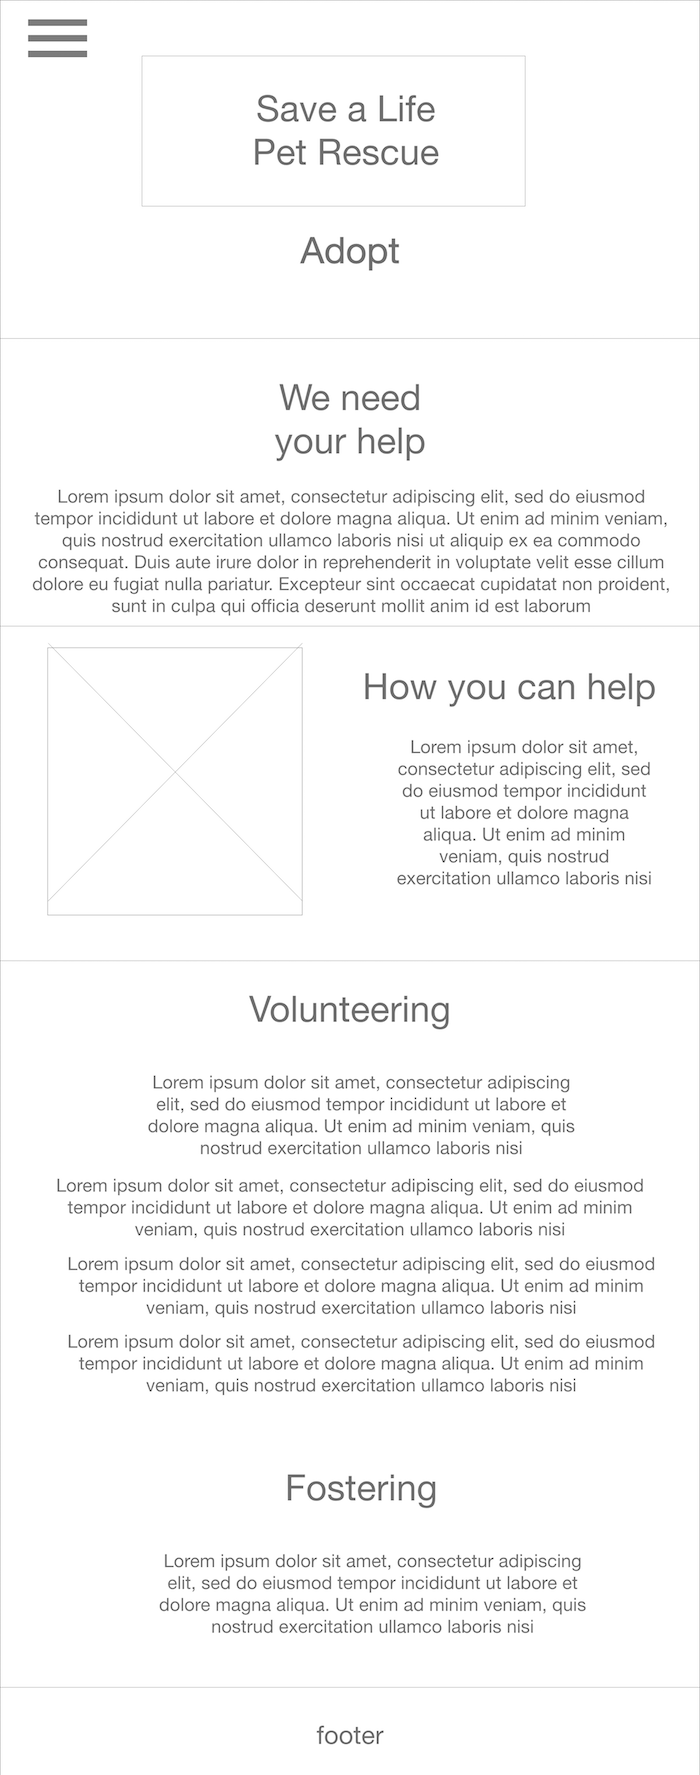 Save a Life
Pet Rescue
Adopt
We need
your help
Lorem ipsum dolor sit amet, consectetur adipiscing elit, sed do eiusmod
tempor incididunt ut labore et dolore magna aliqua. Ut enim ad minim veniam,
quis nostrud exercitation ullamco laboris nisi ut aliquip ex ea commodo
consequat. Duis aute irure dolor in reprehenderit in voluptate velit esse cillum
dolore eu fugiat nulla pariatur. Excepteur sint occaecat cupidatat non proident,
sunt in culpa qui officia deserunt mollit anim id est laborum
How you can help
Lorem ipsum dolor sit amet,
consectetur adipiscing elit, sed
do eiusmod tempor incididunt
ut labore et dolore magna
aliqua. Ut enim ad minim
veniam, quis nostrud
exercitation ullamco laboris nisi
Volunteering
Lorem ipsum dolor sit amet, consectetur adipiscing
elit, sed do eiusmod tempor incididunt ut labore et
dolore magna aliqua. Ut enim ad minim veniam, quis
nostrud exercitation ullamco laboris nisi
Lorem ipsum dolor sit amet, consectetur adipiscing elit, sed do eiusmod
tempor incididunt ut labore et dolore magna aliqua. Ut enim ad minim
veniam, quis nostrud exercitation ullamco laboris nisi
Lorem ipsum dolor sit amet, consectetur adipiscing elit, sed do eiusmod
tempor incididunt ut labore et dolore magna aliqua. Ut enim ad minim
veniam, quis nostrud exercitation ullamco laboris nisi
Lorem ipsum dolor sit amet, consectetur adipiscing elit, sed do eiusmod
tempor incididunt ut labore et dolore magna aliqua. Ut enim ad minim
veniam, quis nostrud exercitation ullamco laboris nisi
Fostering
Lorem ipsum dolor sit amet, consectetur adipiscing
elit, sed do eiusmod tempor incididunt ut labore et
dolore magna aliqua. Ut enim ad minim veniam, quis
nostrud exercitation ullamco laboris nisi
footer